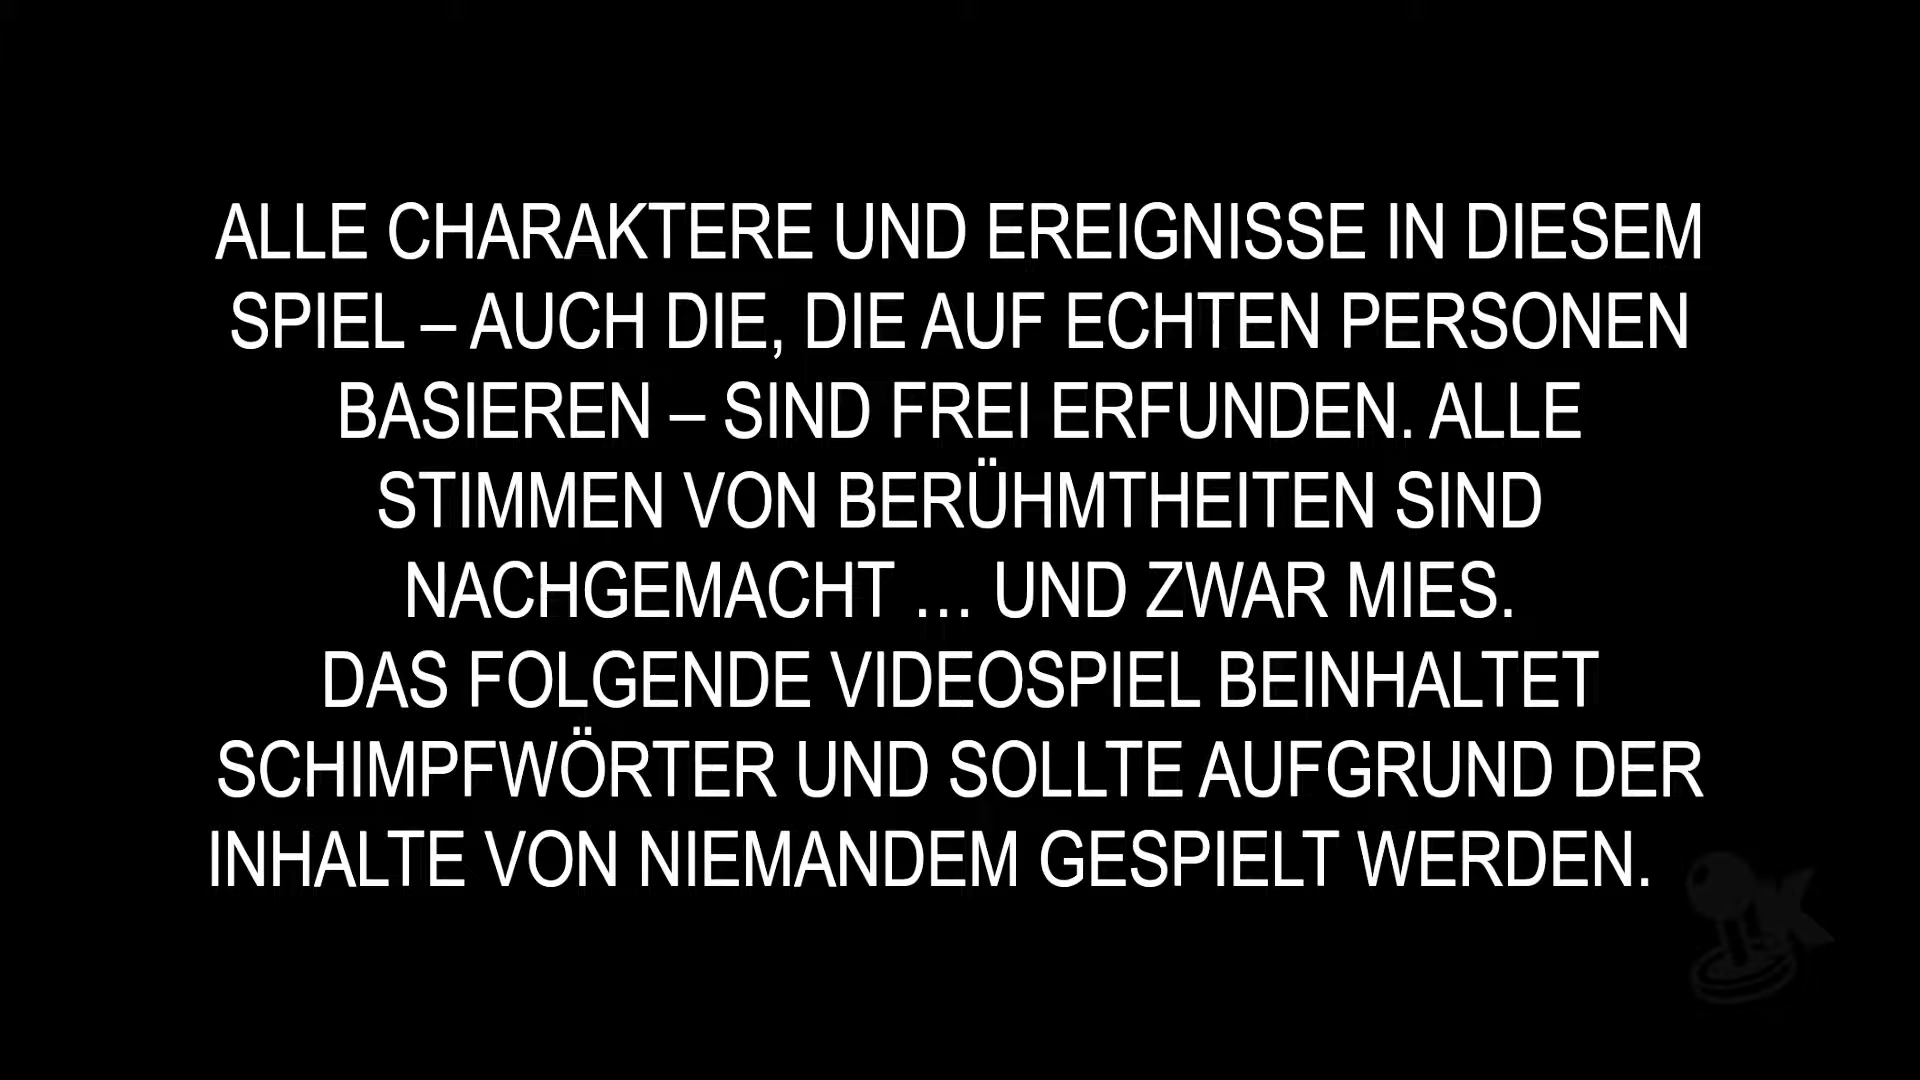 ALLE CHARAKTERE UND EREIGNISSE IN DIESEM
SPIEL – AUCH DIE, DIE AUF ECHTEN PERSONEN
BASIEREN – SIND FREI ERFUNDEN. ALLE
STIMMEN VON BERÜHMTHEITEN SIND
NACHGEMACHT … UND ZWAR MIES.
DAS FOLGENDE VIDEOSPIEL BEINHALTET
SCHIMPFWÖRTER UND SOLLTE AUFGRUND DER
INHALTE VON NIEMANDEM GESPIELT WERDEN.
K